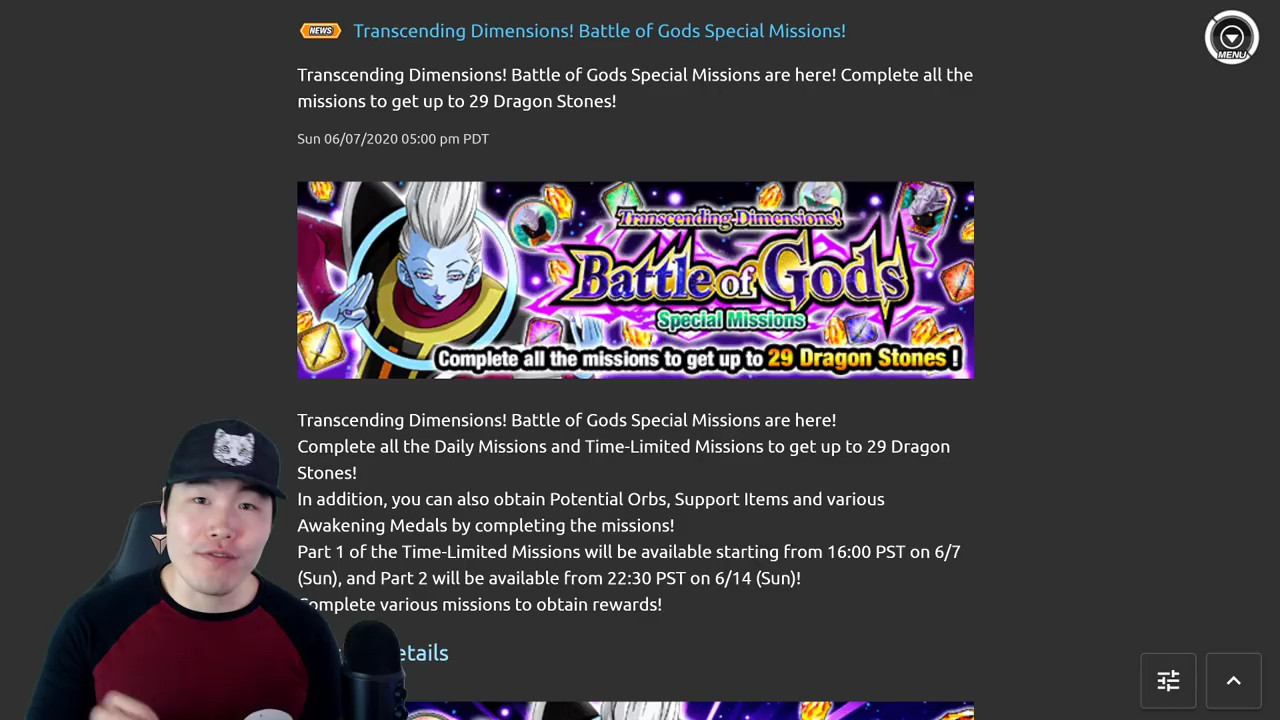 NEWS Transcending Dimensions! Battle of Gods Special Missions!
MENU
Transcending Dimensions! Battle of Gods Special Missions are here! Complete all the
missions to get up to 29 Dragon Stones!
Sun 06/07/2020 05:00 pm PDT
Transcending Dimensions!
Battle of Gods
Special Missions
Complete all the missions to get up to 29 Dragon Stones !
Transcending Dimensions! Battle of Gods Special Missions are here!
Complete all the Daily Missions and Time-Limited Missions to get up to 29 Dragon
Stones!
In addition, you can also obtain Potential Orbs, Support Items and various
Awakening Medals by completing the missions!
Part 1 of the Time-Limited Missions will be available starting from 16:00 PST on 6/7
(Sun), and Part 2 will be available from 22:30 PST on 6/14 (Sun)!
Complete various missions to obtain rewards!
etails